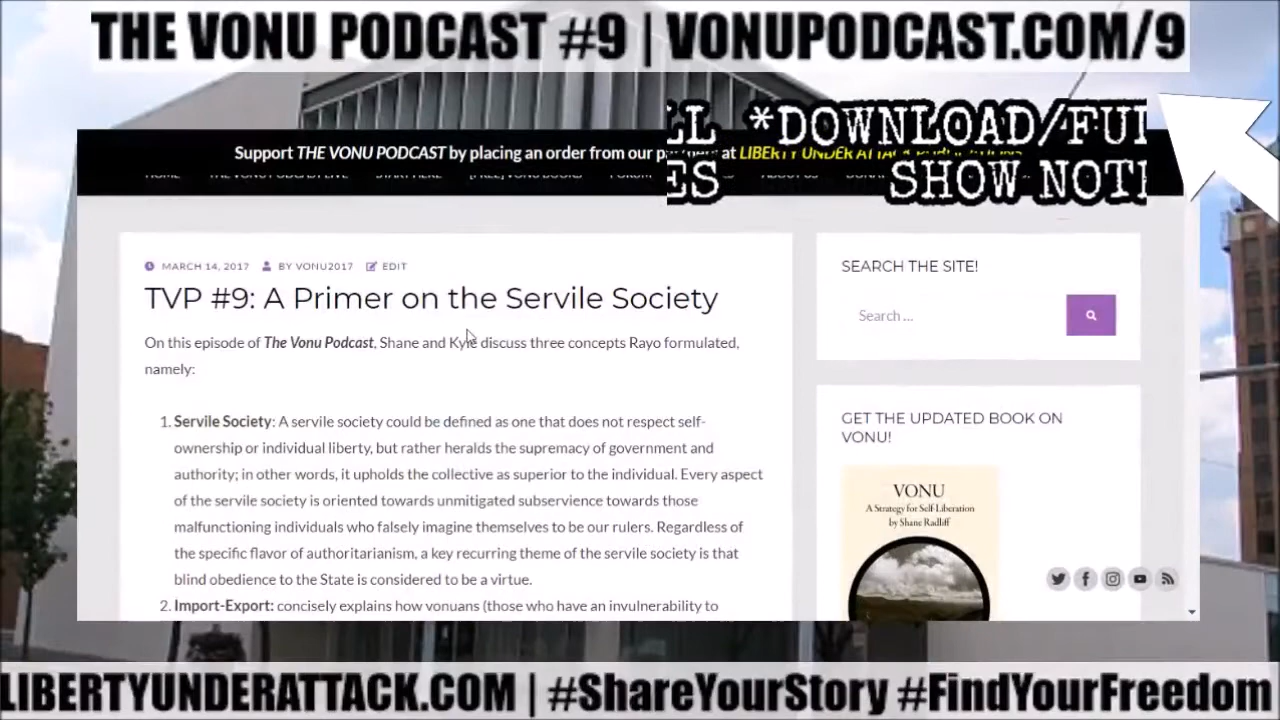 THE VONU PODCAST #9 | VONUPODCAST.COM/9
LL *DOWNLOAD/FUL
ES SHOW NOTE
Support THE VONU PODCAST by placing an order from our at LIBERTY UNDER
MARCH 14, 2017 BY VONU2017 EDIT
TVP #9: A Primer on the Servile Society
On this episode of The Vonu Podcast, Shane and Kyle discuss three concepts Rayo formulated,
namely:
1. Servile Society: A servile society could be defined as one that does not respect self-
ownership or individual liberty, but rather heralds the supremacy of government and
authority; in other words, it upholds the collective as superior to the individual. Every aspect
of the servile society is oriented towards unmitigated subservience towards those
malfunctioning individuals who falsely imagine themselves to be our rulers. Regardless of
the specific flavor of authoritarianism, a key recurring theme of the servile society is that
blind obedience to the State is considered to be a virtue.
2. Import-Export: concisely explains how vonuans (those who have an invulnerability to
SEARCH THE SITE!
Search ...
GET THE UPDATED BOOK ON
VONU!
VONU
A Strategy for Self-Liberation
by Shane Radliff
LIBERTYUNDERATTACK.COM | #ShareYourStory #FindYourFreedom